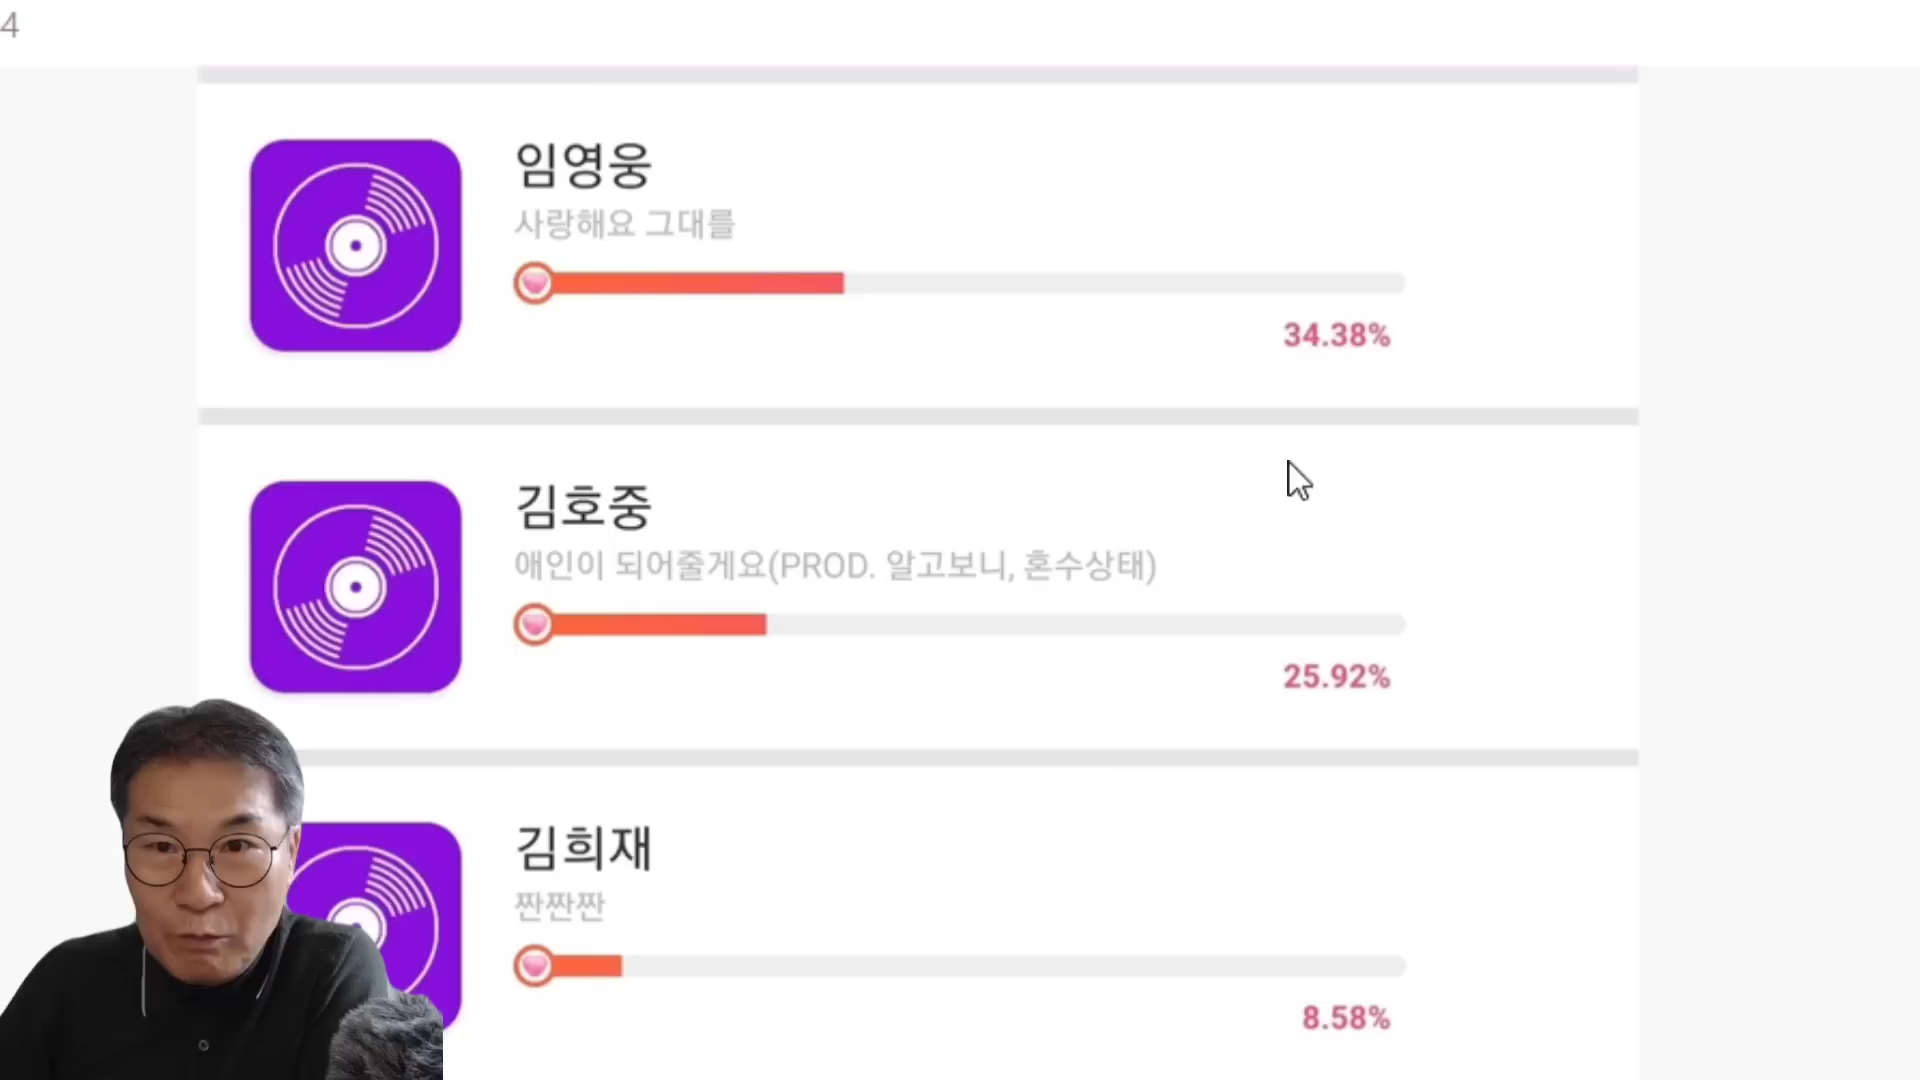 4
임영웅
사랑해요 그대를
34.38%
김호중
애인이 되어줄게요(PROD. 알고보니, 혼수상태)
25.92%
김희재
짠짠짠
8.58%